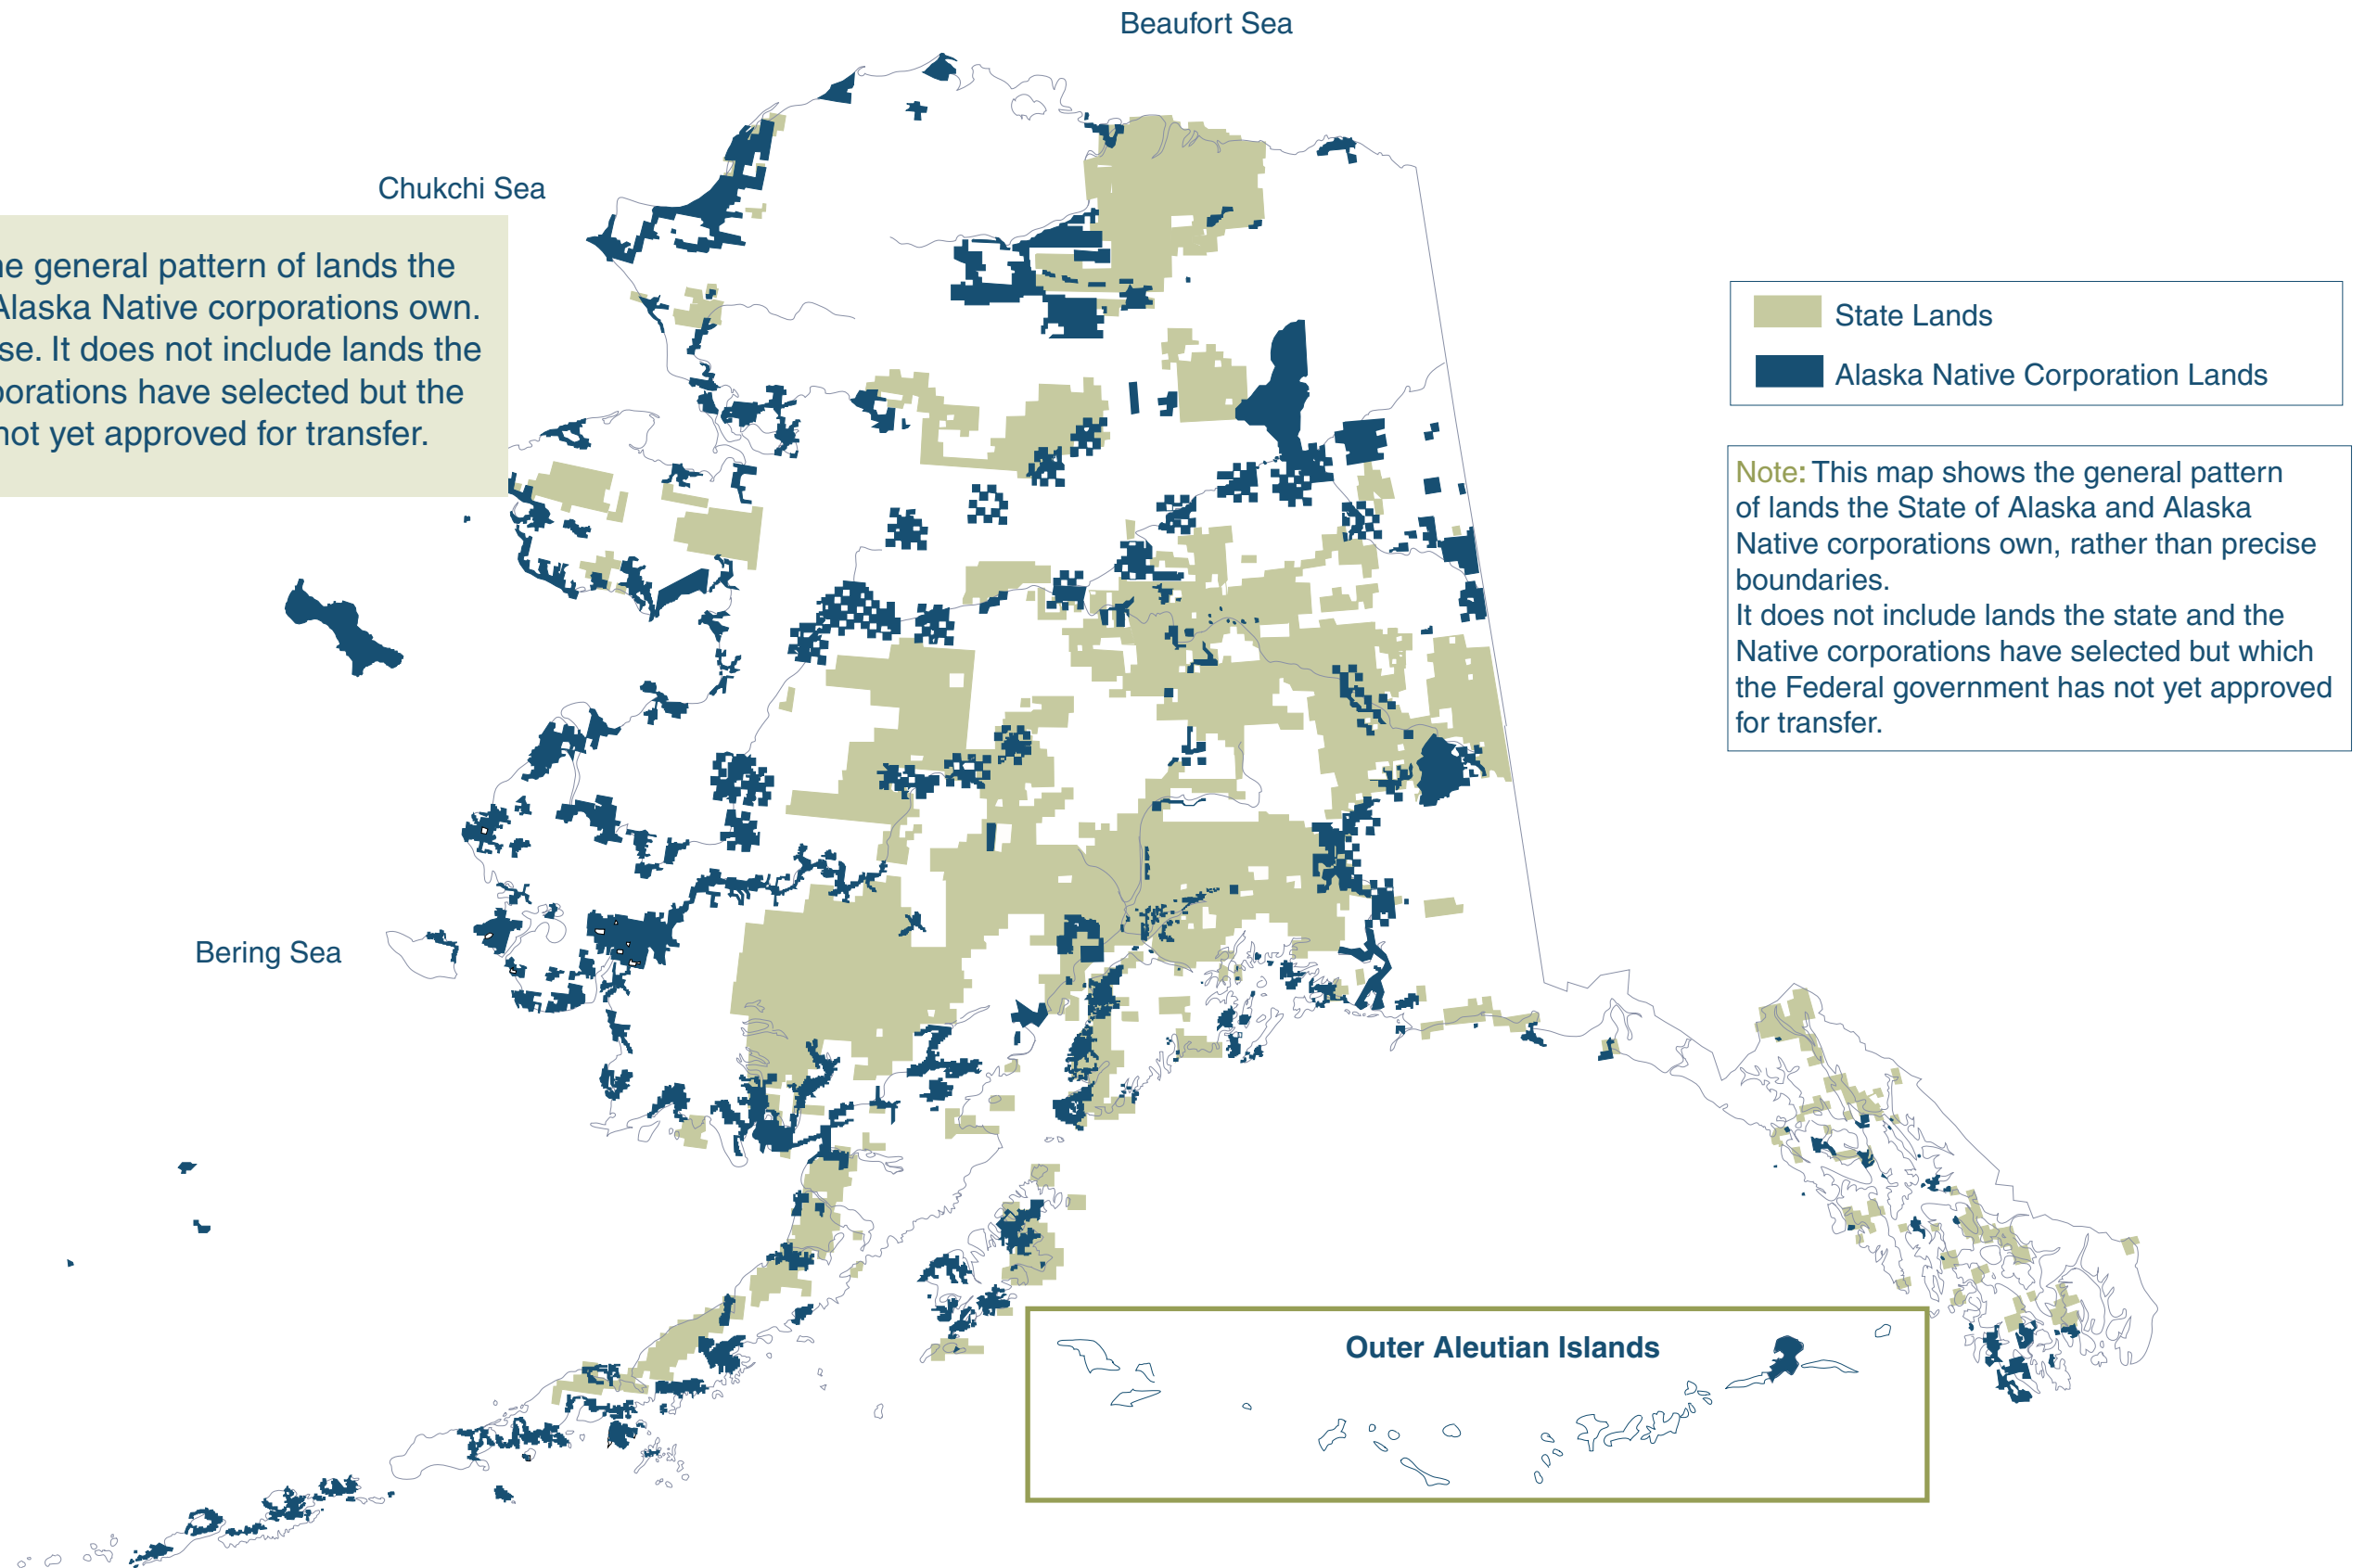 Beaufort Sea
Chukchi Sea
general pattern of lands the
Alaska Native corporations own.
It does not include lands the
have selected but the
not yet approved for transfer.
State Lands
Alaska Native Corporation Lands
Note: This map shows the general pattern
of lands the State of Alaska and Alaska
Native corporations own, rather than precise
boundaries.
It does not include lands the state and the
Native corporations have selected but which
the Federal government has not yet approved
for transfer.
Bering Sea
Outer Aleutian Islands